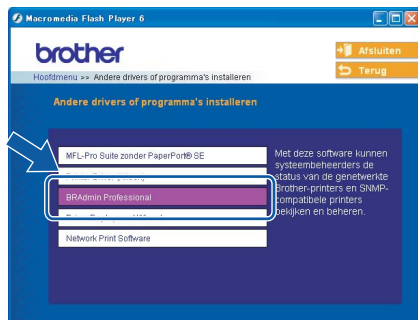 Macromedia Flash Player 6
brother
Afsluiten
Terug
Hoofdmenu >> Andere drivers of programma's installeren
Andere drivers of programma's installeren
MFL-Pro Suite zonder PaperPort® SE
BRAdmin Professional
Network Print Software
Met deze software kunnen
systeembeheerders de
status van de genetwerkte
Brother-printers en SNMP-
compatibele printers
bekijken en beheren.